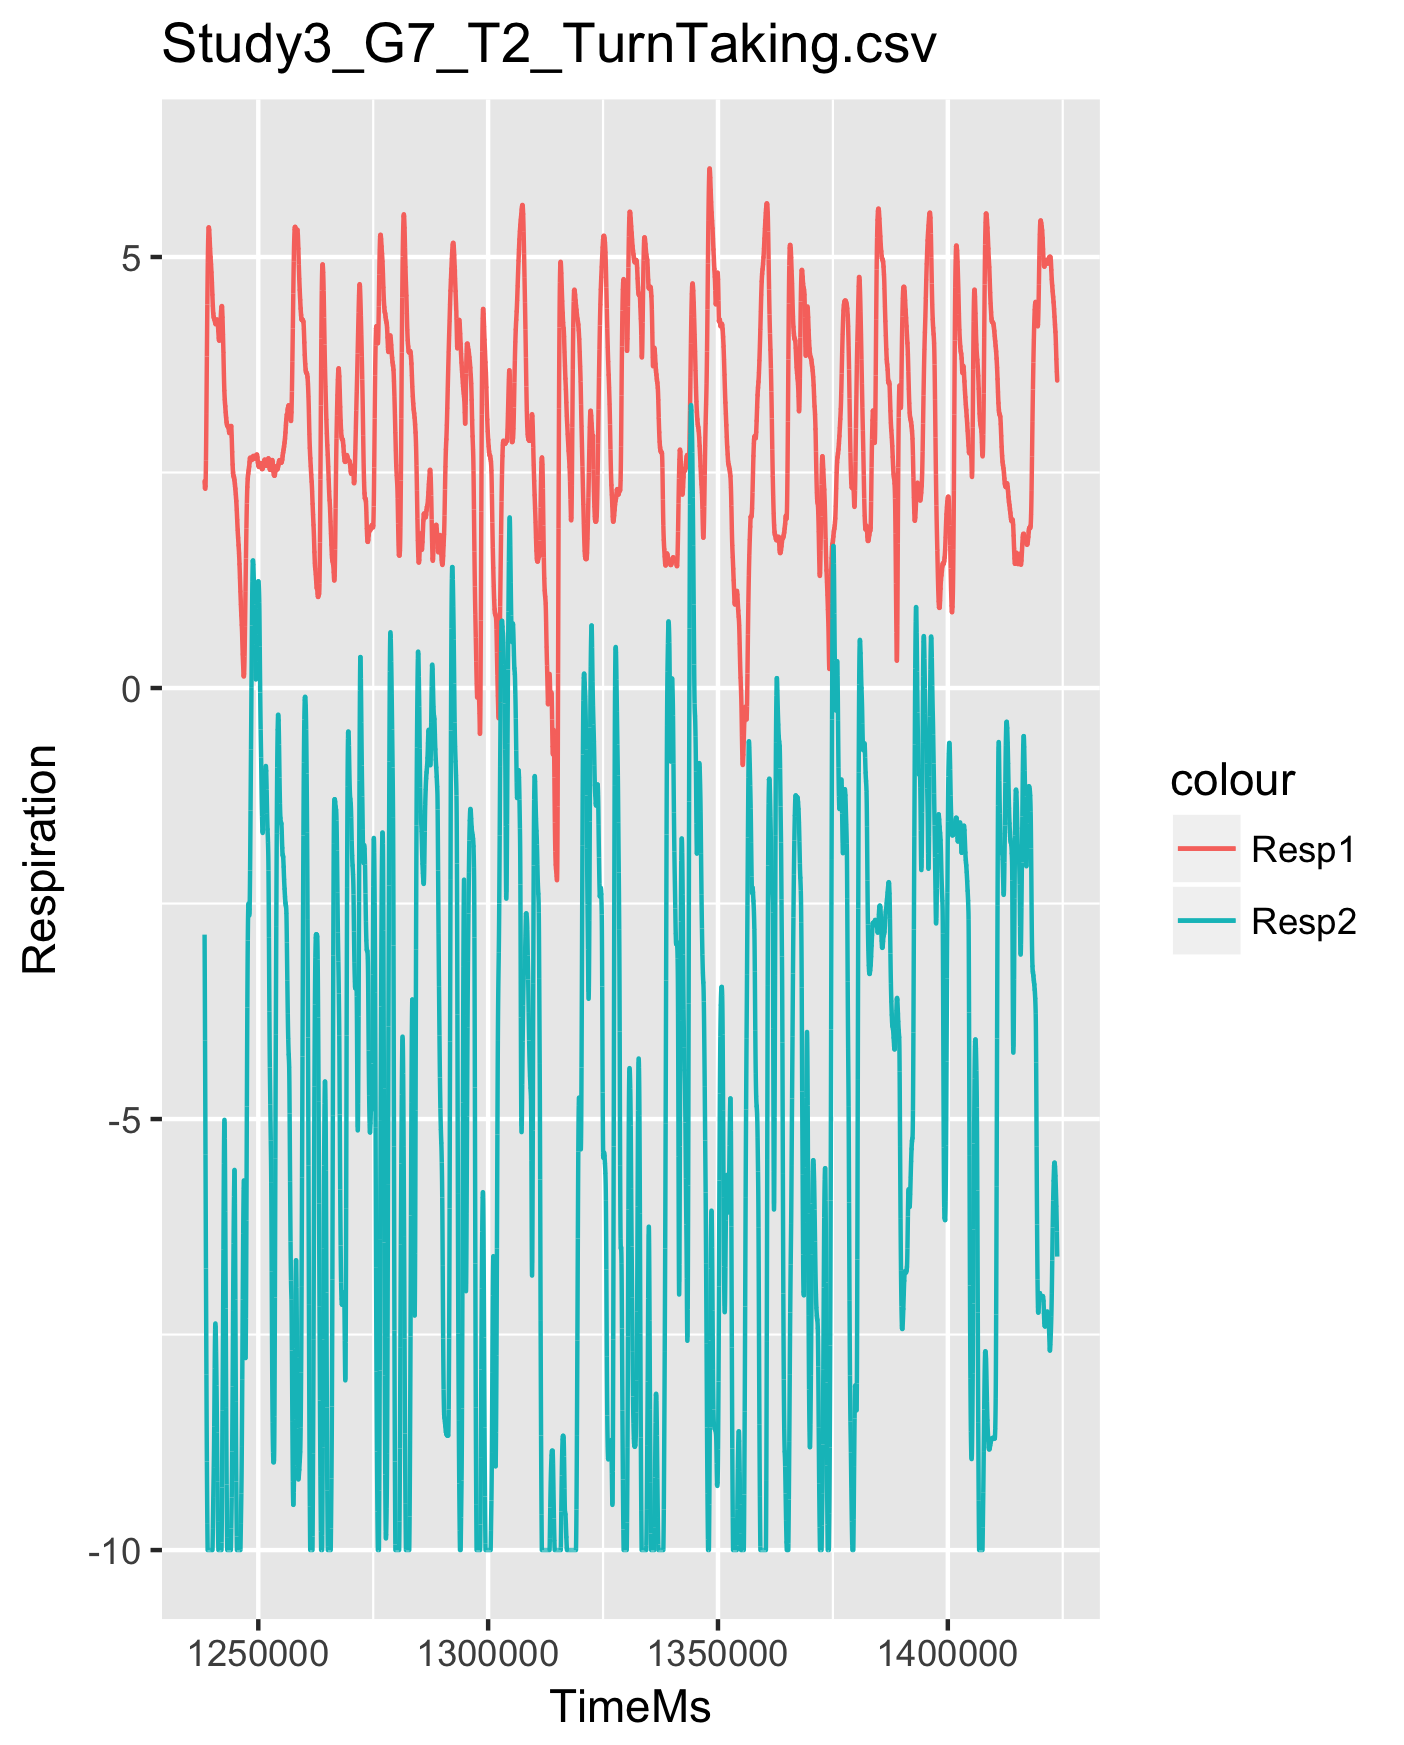 Study3_G7_T2_TurnTaking.csv
5
0
-5
-10
Respiration
1250000 1300000 1350000 1400000
TimeMs
colour
Resp1
Resp2